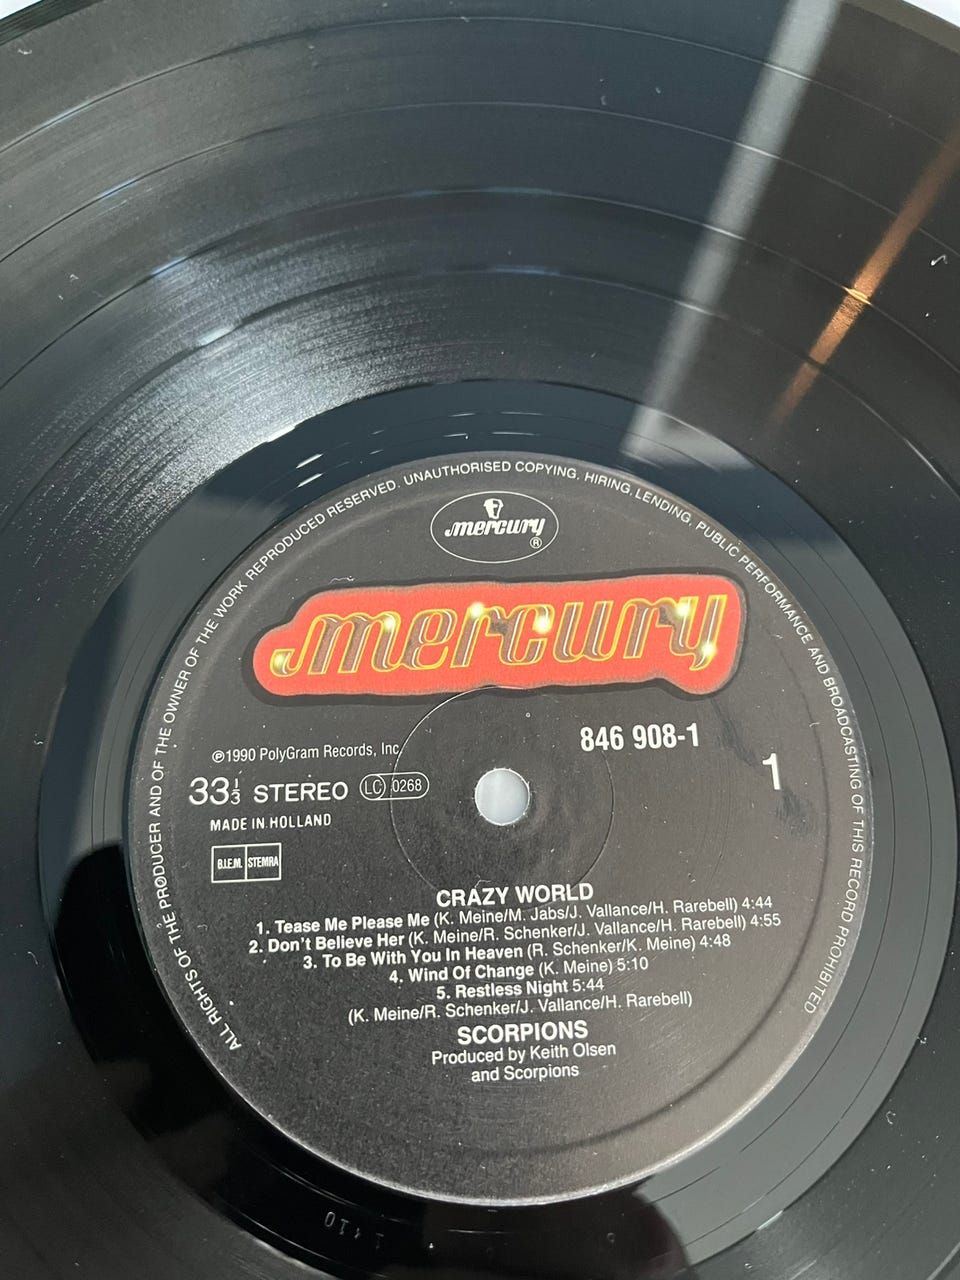 ALL RIGHTS OF THE PRODUCER AND OF THE OWNER OF THE WORK REPRODUCED RESERVED. UNAUTHORISED COPYING, HIRING, LENDING, PUBLIC PERFORMANCE AND BROADCASTING OF THIS RECORD PROHIBITED
mercury ®
mercury
846 908-1
℗1990 PolyGram Records, Inc.
1
33⅓ STEREO LC 0268
MADE IN HOLLAND
B.I.E.M. STEMRA
CRAZY WORLD
1. Tease Me Please Me (K. Meine/M. Jabs/J. Vallance/H. Rarebell) 4:44
2. Don't Believe Her (K. Meine/R. Schenker/J. Vallance/H. Rarebell) 4:55
3. To Be With You In Heaven (R. Schenker/K. Meine) 4:48
4. Wind Of Change (K. Meine) 5:10
5. Restless Night 5:44
(K. Meine/R. Schenker/J. Vallance/H. Rarebell)
SCORPIONS
Produced by Keith Olsen
and Scorpions